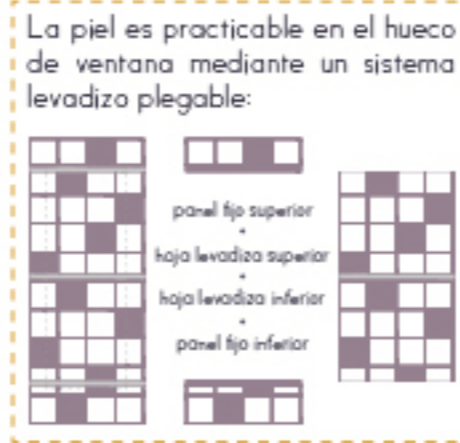 La piel es practicable en el hueco
de ventana mediante un sistema
levadizo plegable:
panel fijo superior
+
hoja levadiza superior
+
hoja levadiza inferior
+
panel fijo inferior